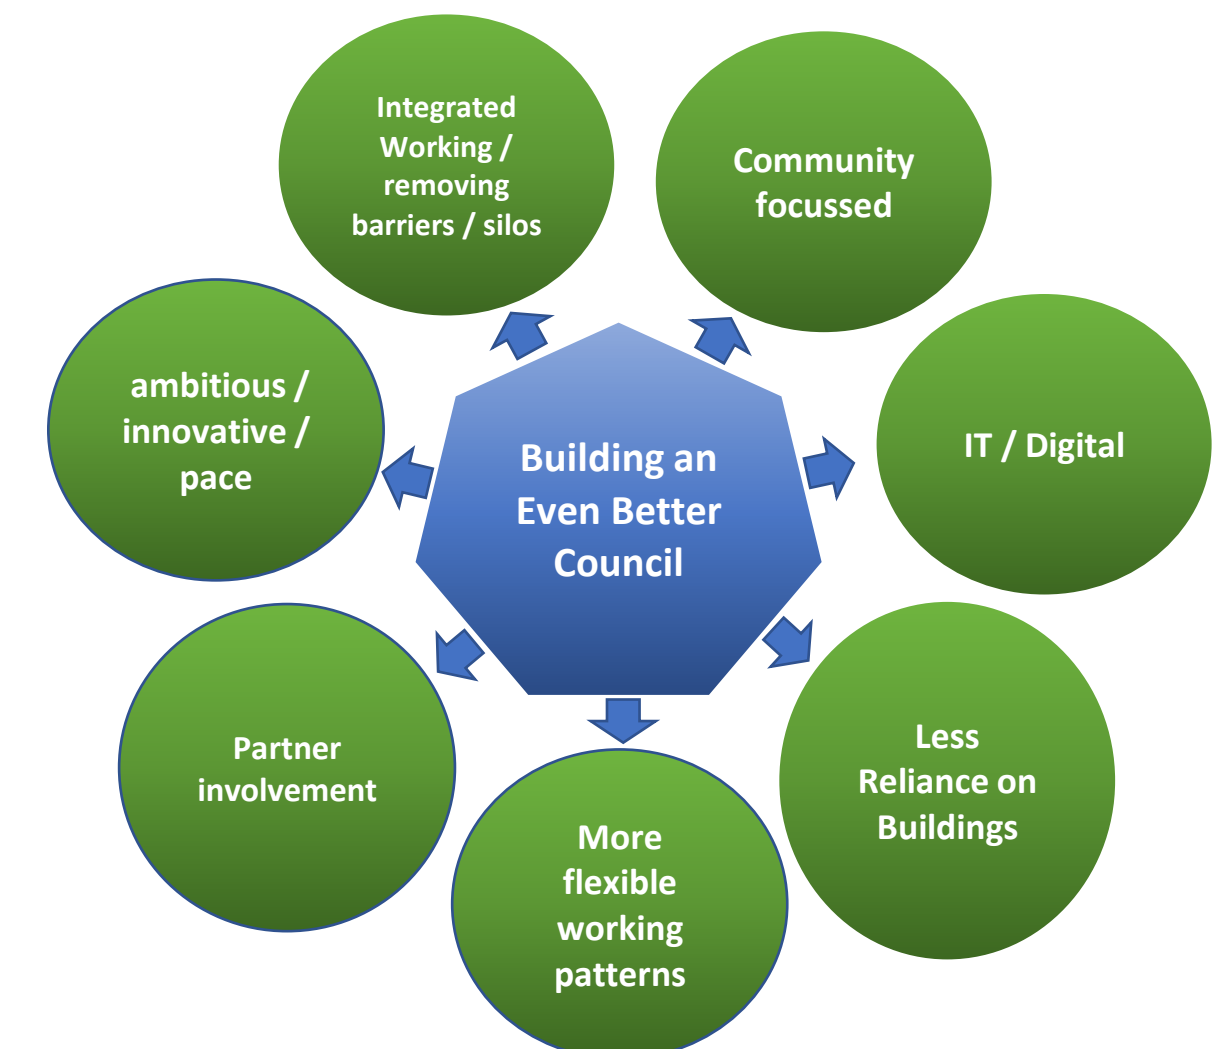 Integrated
Working /
removing
barriers / silos
Community
focussed
ambitious /
innovative /
pace
IT / Digital
Building an
Even Better
Council
Partner
involvement
Less
Reliance on
Buildings
More
flexible
working
patterns